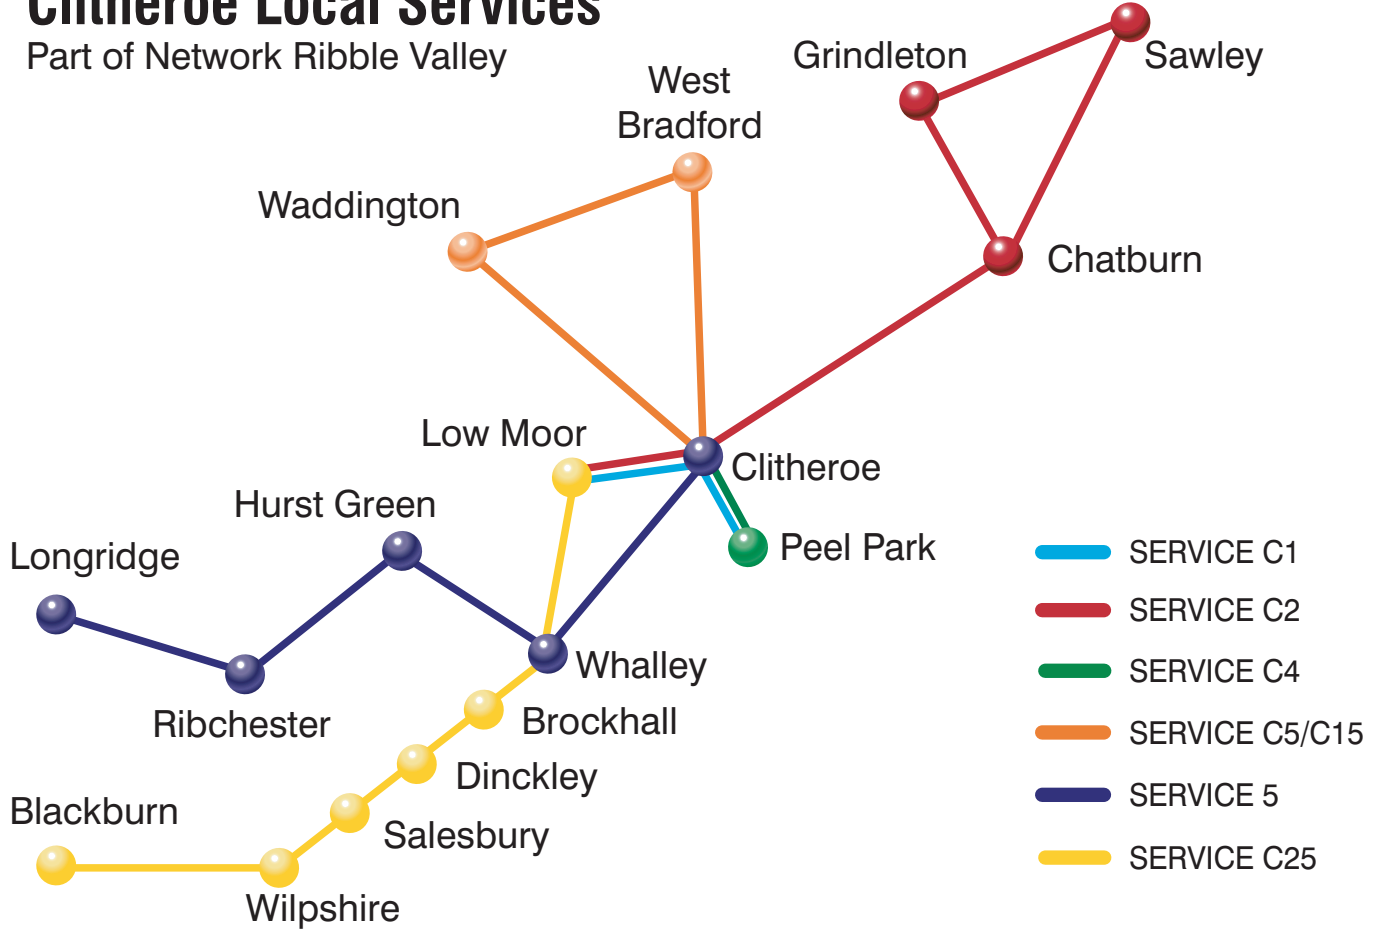 Clitheroe Local Services
Part of Network Ribble Valley
Grindleton
Sawley
West
Bradford
Waddington
Chatburn
Low Moor
Clitheroe
Hurst Green
Longridge
Peel Park
Whalley
Ribchester
Brockhall
Dinckley
Blackburn
Salesbury
Wilpshire
SERVICE C1
SERVICE C2
SERVICE C4
SERVICE C5/C15
SERVICE 5
SERVICE C25